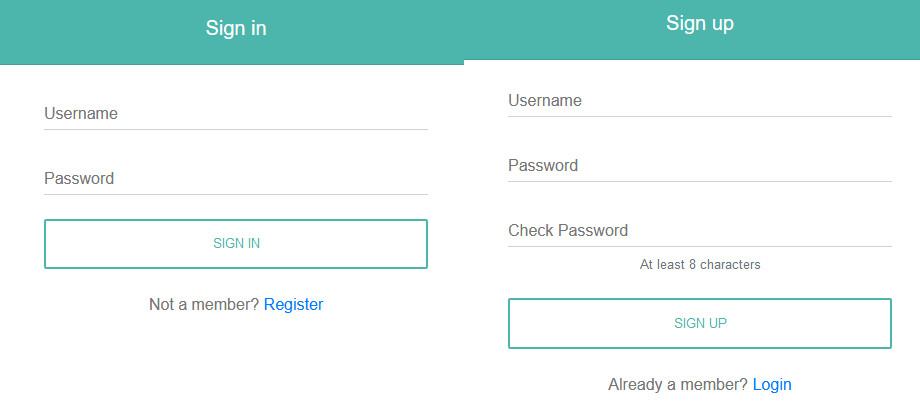 Sign in
Username
Password
SIGN IN
Not a member? Register
Sign up
Username
Password
Check Password
At least 8 characters
SIGN UP
Already a member? Login